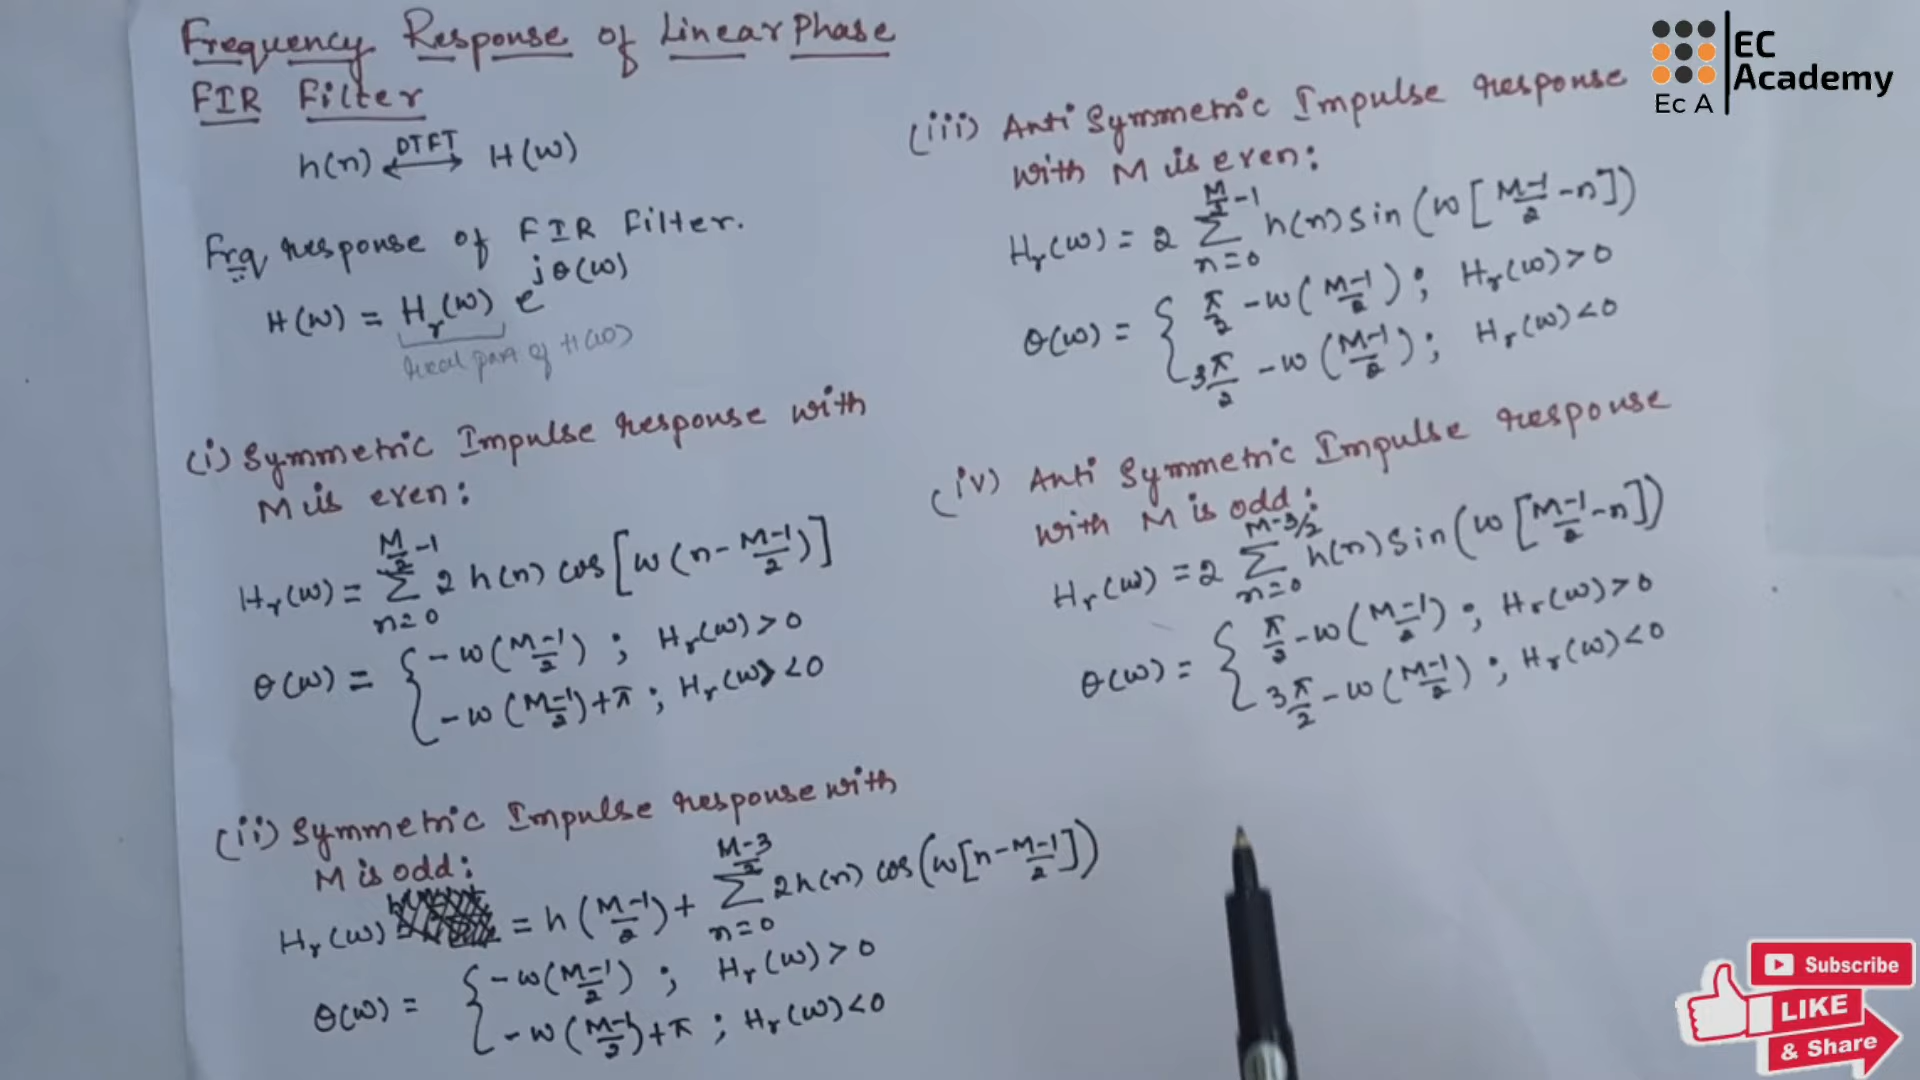 Frequency Response of Linear Phase
FIR Filter
h(n) ⟷ DTFT H(w)
Frq response of FIR Filter.
H(w) = H_r(w) e^{jθ(w)}
real part of H(w)
(i) Symmetric Impulse response with
M is even:
H_r(w) = Σ_{n=0}^{M/2 -1} 2 h(n) cos[w(n - M-1/2)]
θ(w) = { -w(M-1/2) ; H_r(w) > 0
-w(M-1/2)+π ; H_r(w) < 0
(ii) Symmetric Impulse response with
M is odd:
H_r(w) = h(M-1/2) + Σ_{n=0}^{M-3/2} 2h(n) cos(w[n - M-1/2])
θ(w) = { -w(M-1/2) ; H_r(w) > 0
-w(M-1/2)+π ; H_r(w) < 0
(iii) Anti Symmetric Impulse response
with M is even:
H_r(w) = 2 Σ_{n=0}^{M/2 -1} h(n) sin(w[M-1/2 - n])
θ(w) = { π/2 - w(M-1/2) ; H_r(w) > 0
3π/2 - w(M-1/2) ; H_r(w) < 0
(iv) Anti Symmetric Impulse response
with M is odd:
H_r(w) = 2 Σ_{n=0}^{M-3/2} h(n) sin(w[M-1/2 - n])
θ(w) = { π/2 - w(M-1/2) ; H_r(w) > 0
3π/2 - w(M-1/2) ; H_r(w) < 0
EC
Academy
Ec A
Subscribe
LIKE
& Share